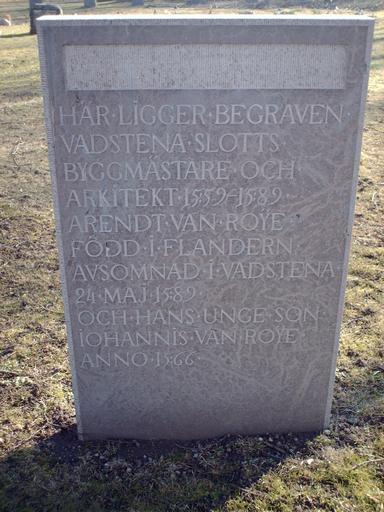 HÄR·LIGGER·BEGRAVEN·
VADSTENA·SLOTTS·
BYGGMÄSTARE·OCH·
ARKITEKT·1559-1589·
ARENDT·VAN·ROYE·
FÖDD·I·FLANDERN·
AVSOMNAD·I·VADSTENA·
24·MAJ·1589·
OCH·HANS·UNGE·SON·
IOHANNIS·VAN·ROYE·
ANNO·1566·